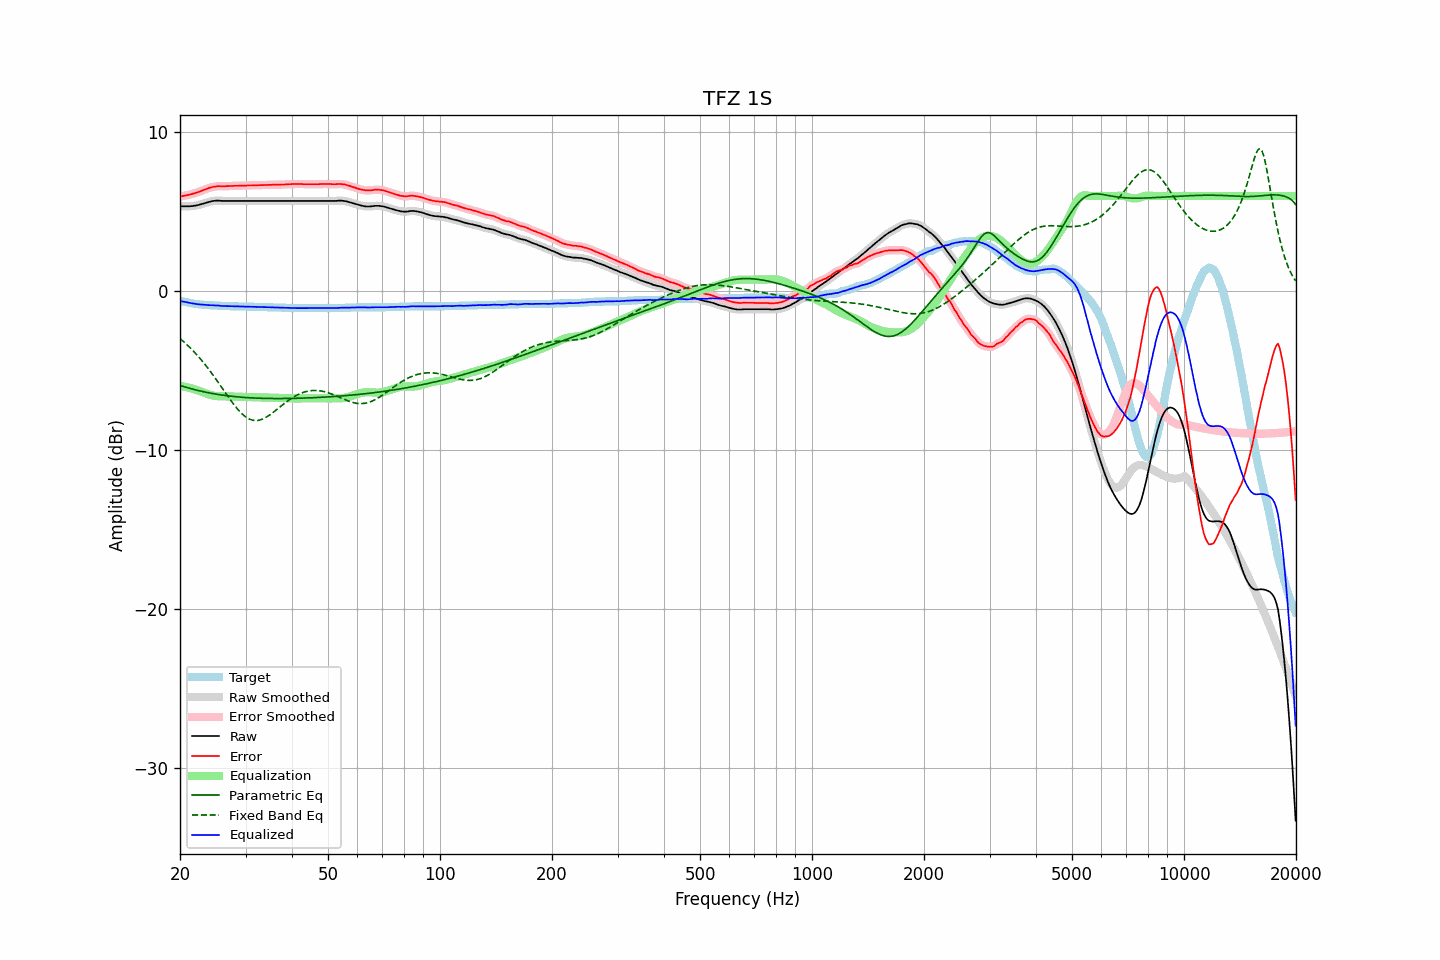 TFZ 1S
10
0
−10
−20
−30
Amplitude (dBr)
Target
Raw Smoothed
Error Smoothed
Raw
Error
Equalization
Parametric Eq
Fixed Band Eq
Equalized
20 50 100 200 500 1000 2000 5000 10000 20000
Frequency (Hz)